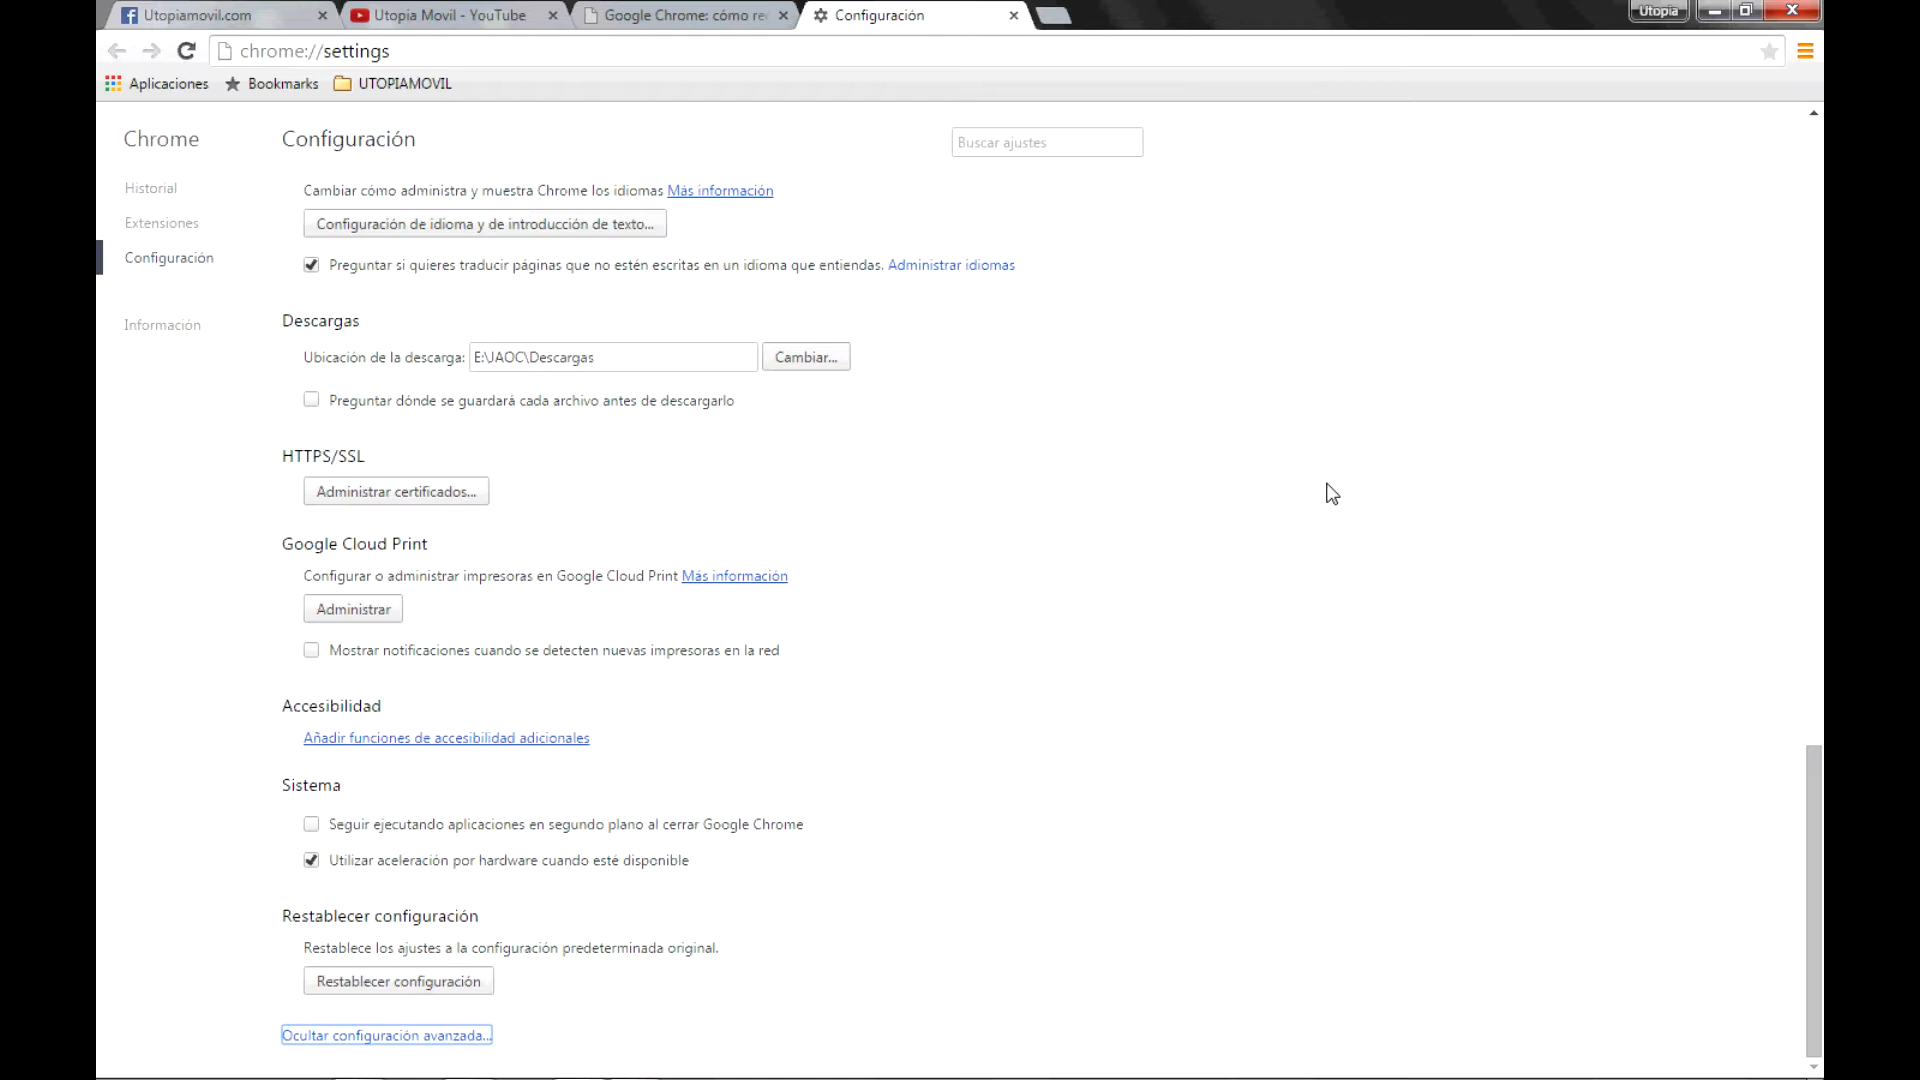 Utopiamovil.com
Utopia Movil - YouTube
Google Chrome: cómo re
Configuración
Utopia
chrome://settings
Aplicaciones
Bookmarks
UTOPIAMOVIL
Chrome
Configuración
Buscar ajustes
Historial
Extensiones
Configuración
Información
Cambiar cómo administra y muestra Chrome los idiomas Más información
Configuración de idioma y de introducción de texto...
Preguntar si quieres traducir páginas que no estén escritas en un idioma que entiendas. Administrar idiomas
Descargas
Ubicación de la descarga: E:\JAOC\Descargas Cambiar...
Preguntar dónde se guardará cada archivo antes de descargarlo
HTTPS/SSL
Administrar certificados...
Google Cloud Print
Configurar o administrar impresoras en Google Cloud Print Más información
Administrar
Mostrar notificaciones cuando se detecten nuevas impresoras en la red
Accesibilidad
Añadir funciones de accesibilidad adicionales
Sistema
Seguir ejecutando aplicaciones en segundo plano al cerrar Google Chrome
Utilizar aceleración por hardware cuando esté disponible
Restablecer configuración
Restablece los ajustes a la configuración predeterminada original.
Restablecer configuración
Ocultar configuración avanzada...